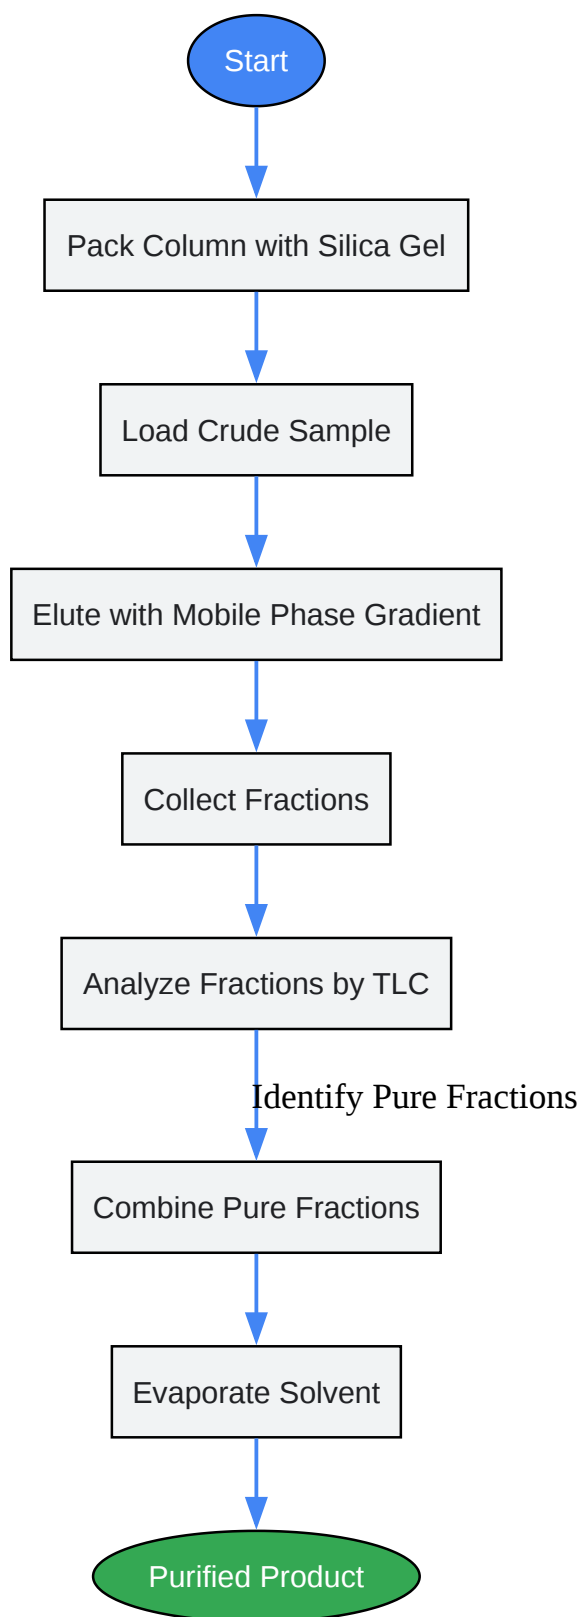 Start
Pack Column with Silica Gel
Load Crude Sample
Elute with Mobile Phase Gradient
Collect Fractions
Analyze Fractions by TLC
Identify Pure Fractions
Combine Pure Fractions
Evaporate Solvent
Purified Product